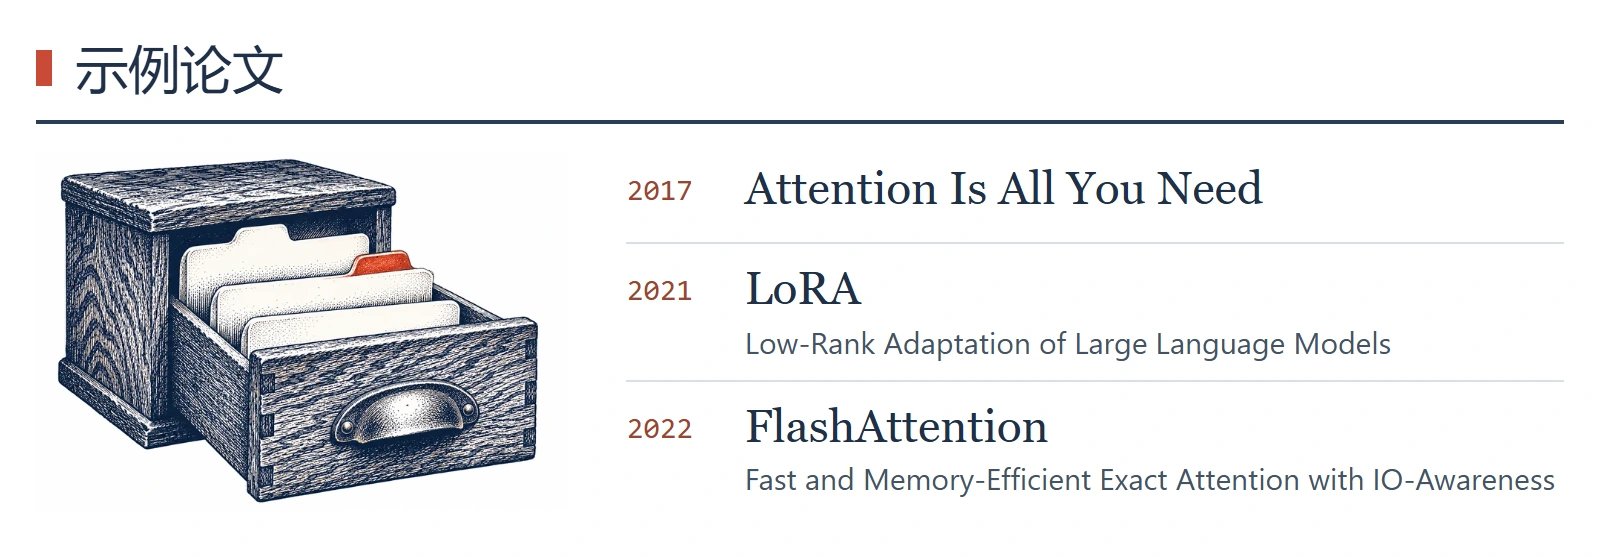 示例论文
2017 Attention Is All You Need
2021 LoRA
Low-Rank Adaptation of Large Language Models
2022 FlashAttention
Fast and Memory-Efficient Exact Attention with IO-Awareness